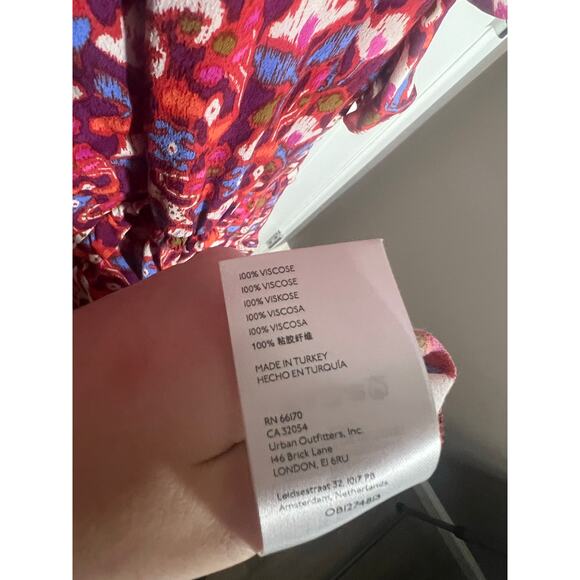 100% VISCOSE
100% VISCOSE
100% VISKOSE
100% VISCOSA
100% VISCOSA
100% 粘胶纤维
MADE IN TURKEY
HECHO EN TURQUÍA
RN 66170
CA 32054
Urban Outfitters, Inc.
146 Brick Lane
LONDON, E1 6RU
Leidsestraat 32, 1017 PB
Amsterdam, Netherlands
OB1274813